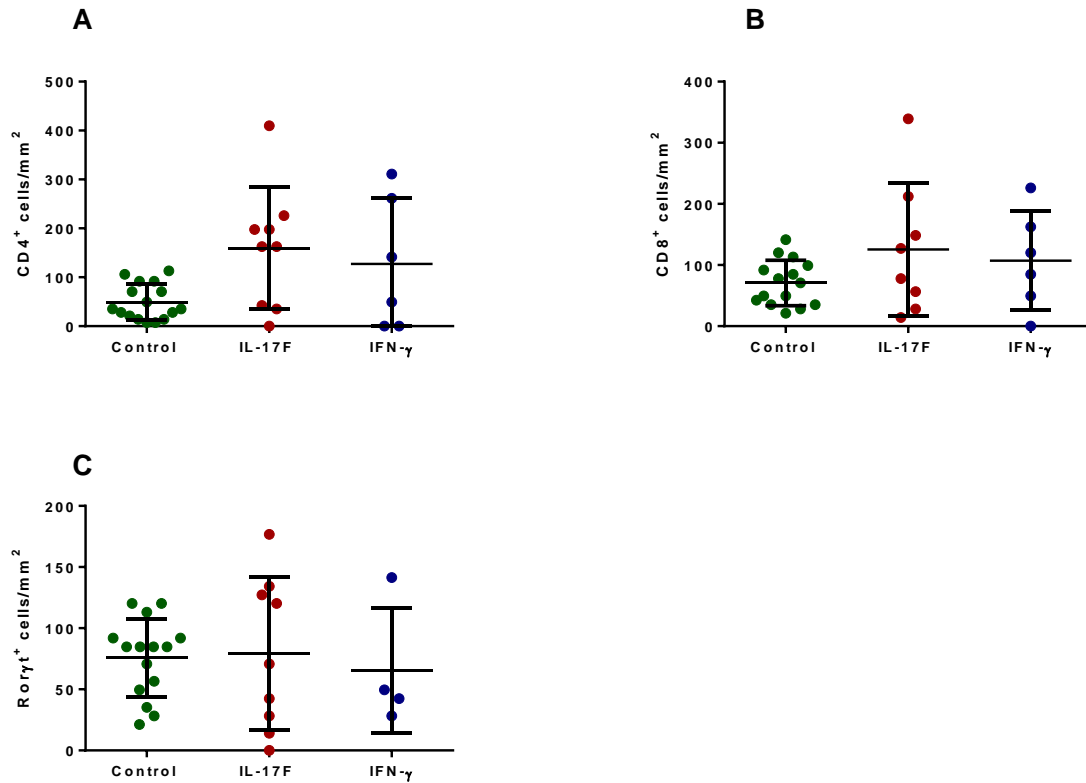 A
CD4+ cells/mm2
500
400
300
200
100
0
Control IL-17F IFN-γ
B
CD8+ cells/mm2
400
300
200
100
0
Control IL-17F IFN-γ
C
Rorγt+ cells/mm2
200
150
100
50
0
Control IL-17F IFN-γ